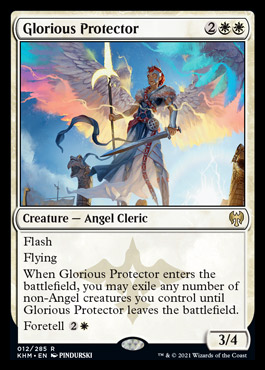 Glorious Protector 2
Creature — Angel Cleric
Flash
Flying
When Glorious Protector enters the
battlefield, you may exile any number of
non-Angel creatures you control until
Glorious Protector leaves the battlefield.
Foretell 2
3/4
012/285 R
KHM • EN PINDURSKI ™ & © 2021 Wizards of the Coast